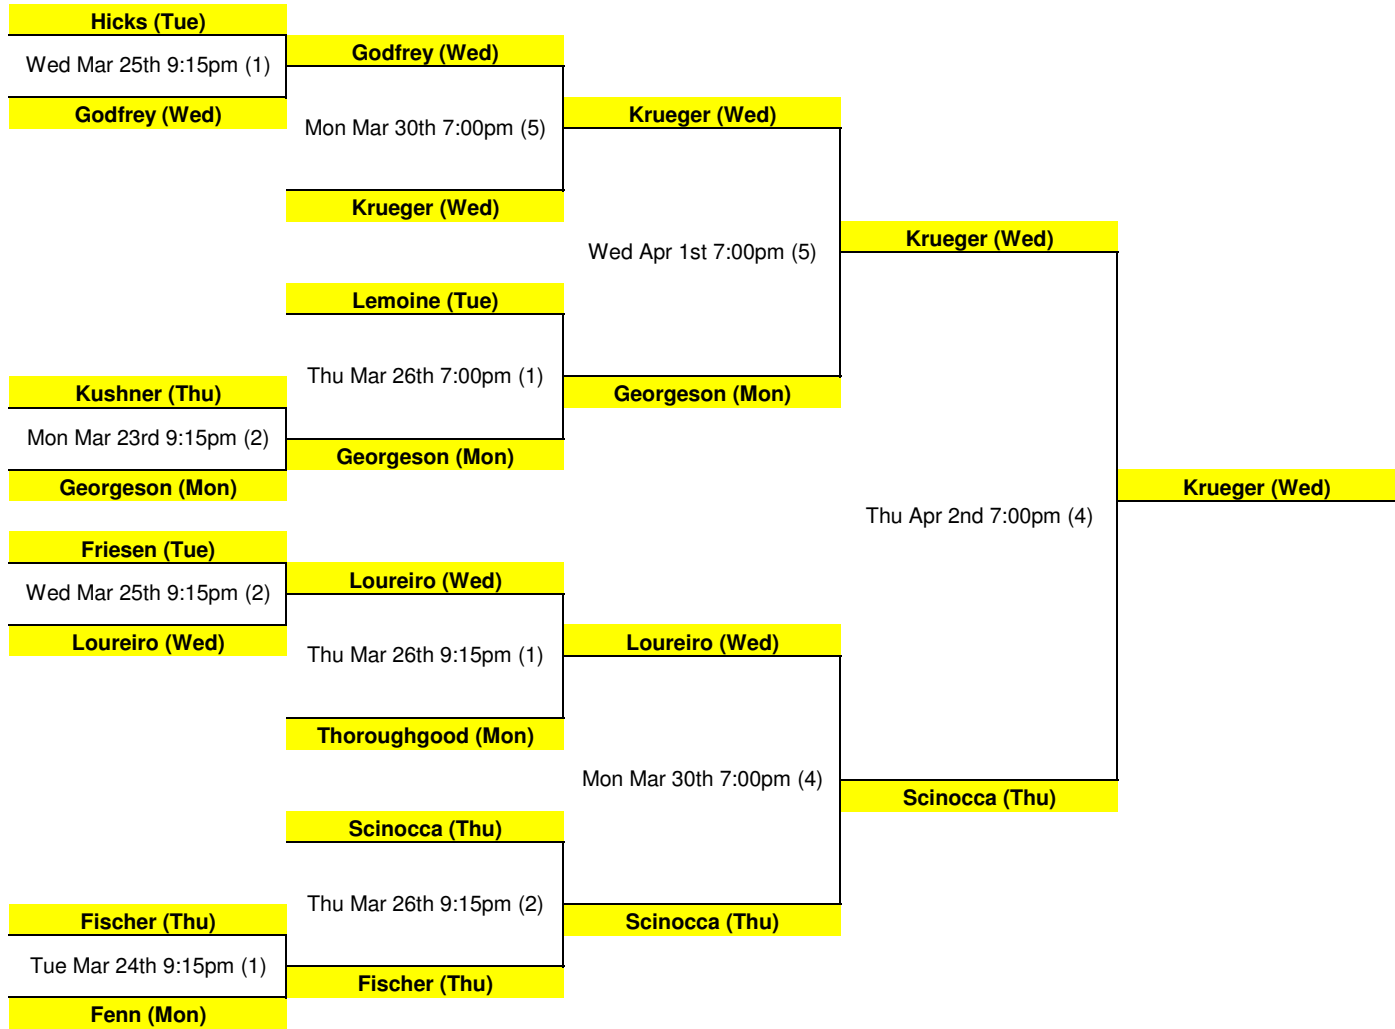 Hicks (Tue)
Wed Mar 25th 9:15pm (1)
Godfrey (Wed)
Godfrey (Wed)
Mon Mar 30th 7:00pm (5)
Krueger (Wed)
Krueger (Wed)
Wed Apr 1st 7:00pm (5)
Krueger (Wed)
Lemoine (Tue)
Thu Mar 26th 7:00pm (1)
Georgeson (Mon)
Kushner (Thu)
Mon Mar 23rd 9:15pm (2)
Georgeson (Mon)
Georgeson (Mon)
Krueger (Wed)
Thu Apr 2nd 7:00pm (4)
Friesen (Tue)
Wed Mar 25th 9:15pm (2)
Loureiro (Wed)
Loureiro (Wed)
Thu Mar 26th 9:15pm (1)
Loureiro (Wed)
Thoroughgood (Mon)
Mon Mar 30th 7:00pm (4)
Scinocca (Thu)
Scinocca (Thu)
Thu Mar 26th 9:15pm (2)
Scinocca (Thu)
Fischer (Thu)
Tue Mar 24th 9:15pm (1)
Fischer (Thu)
Fenn (Mon)